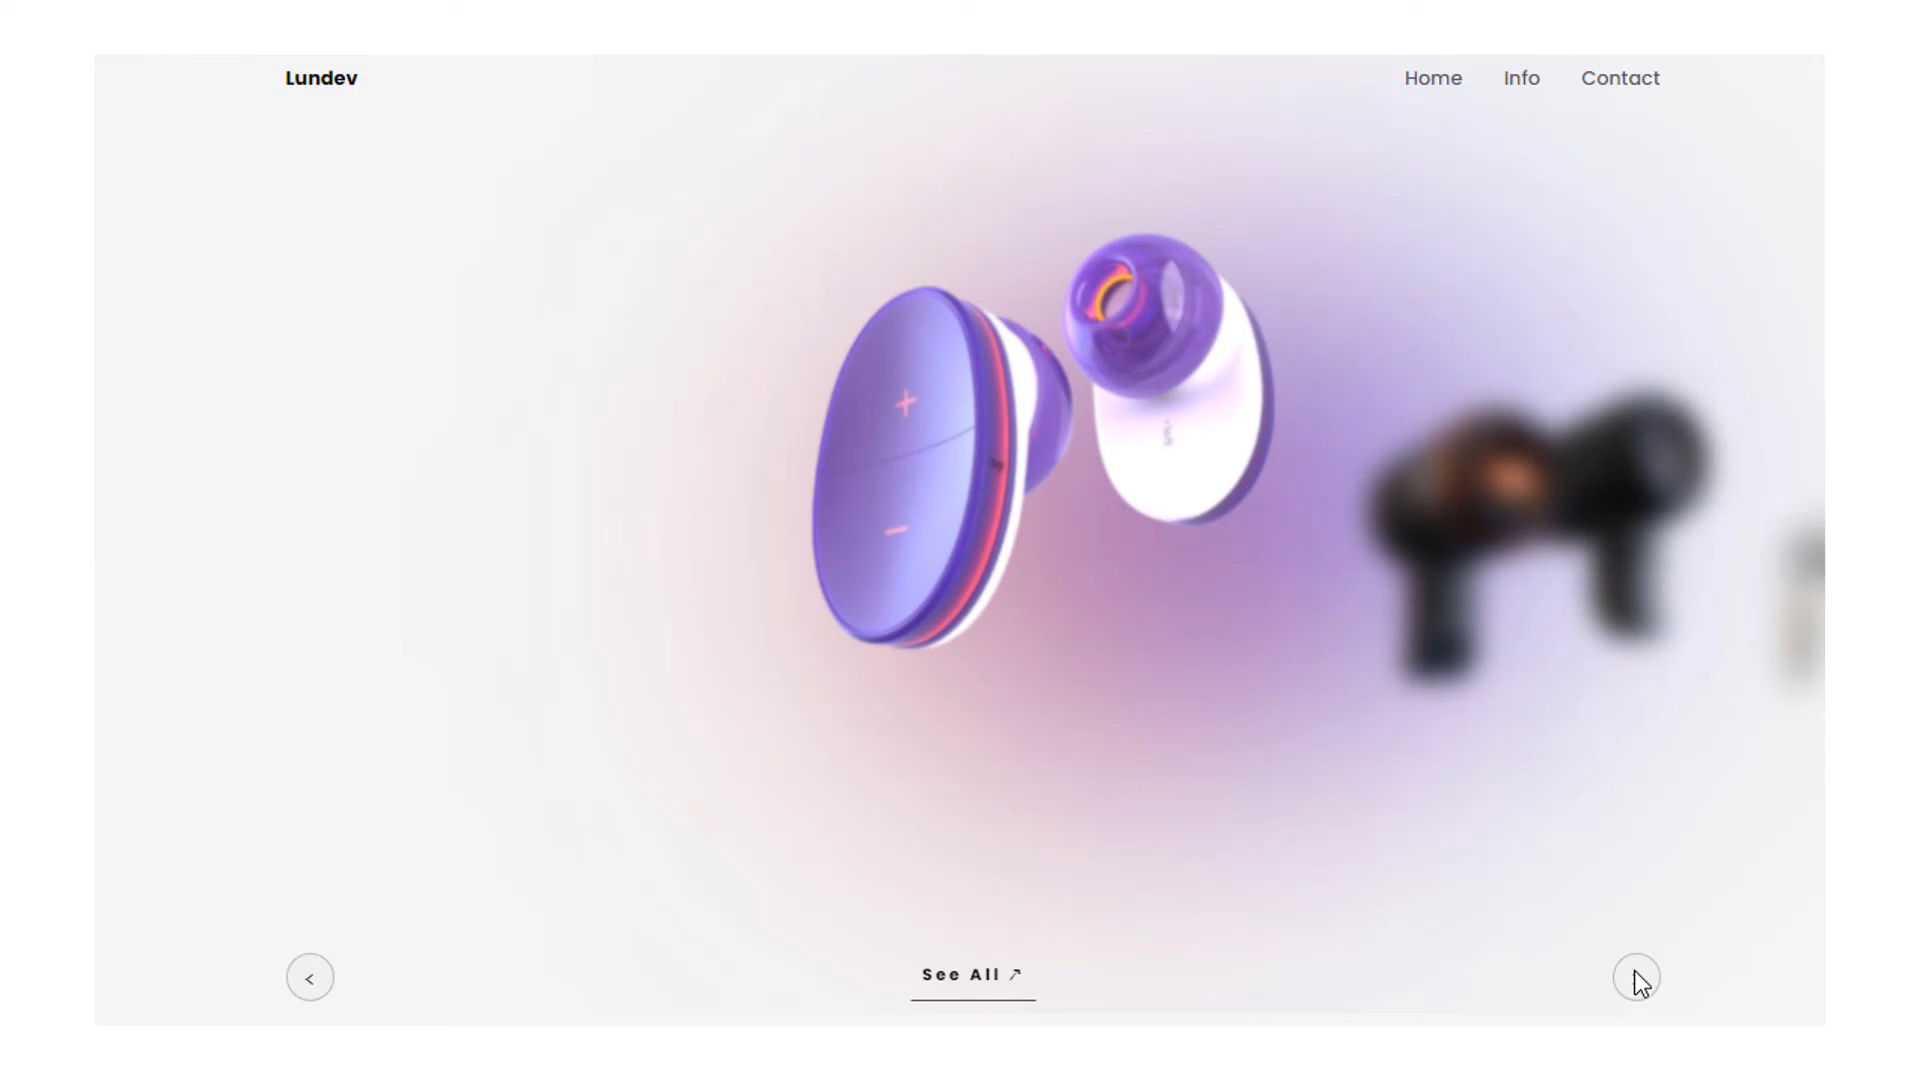 Lundev
Home Info Contact
+
-
<
See All ↗